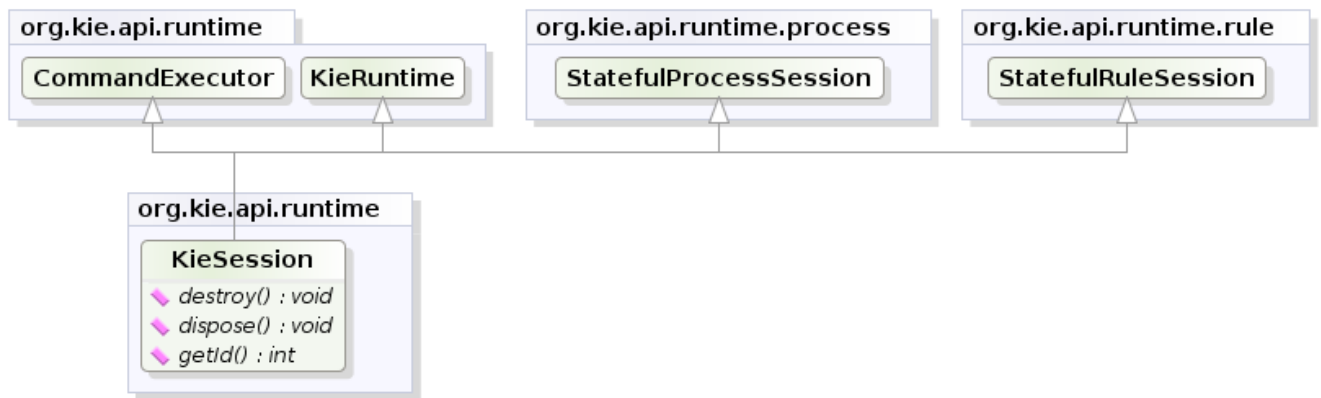 org.kie.api.runtime
CommandExecutor
KieRuntime
org.kie.api.runtime.process
StatefulProcessSession
org.kie.api.runtime.rule
StatefulRuleSession
org.kie.api.runtime
KieSession
destroy() : void
dispose() : void
getId() : int